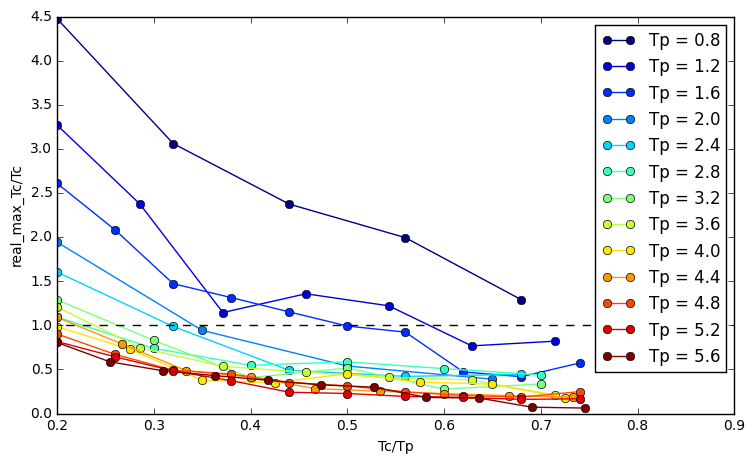 4.5
4.0
3.5
3.0
2.5
2.0
1.5
1.0
0.5
0.0
real_max_Tc/Tc
0.2 0.3 0.4 0.5 0.6 0.7 0.8 0.9
Tc/Tp
Tp = 0.8
Tp = 1.2
Tp = 1.6
Tp = 2.0
Tp = 2.4
Tp = 2.8
Tp = 3.2
Tp = 3.6
Tp = 4.0
Tp = 4.4
Tp = 4.8
Tp = 5.2
Tp = 5.6